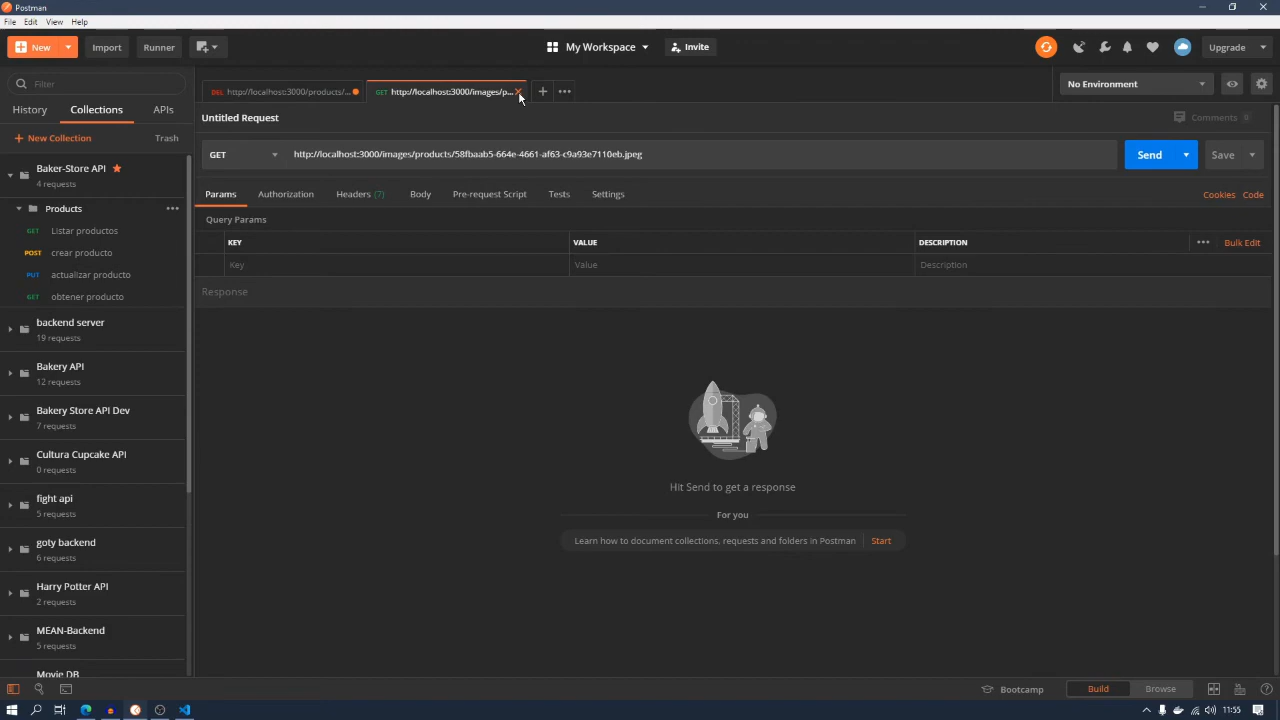 Postman
File Edit View Help
New Import Runner My Workspace Invite Upgrade
Filter
History Collections APIs
New Collection Trash
Baker-Store API
4 requests
Products
GET Listar productos
POST crear producto
PUT actualizar producto
GET obtener producto
backend server
19 requests
Bakery API
12 requests
Bakery Store API Dev
7 requests
Cultura Cupcake API
0 requests
fight api
5 requests
goty backend
6 requests
Harry Potter API
2 requests
MEAN-Backend
5 requests
Movie DB
DEL http://localhost:3000/products/... GET http://localhost:3000/images/p... No Environment
Untitled Request Comments 0
GET http://localhost:3000/images/products/58fbaab5-664e-4661-af63-c9a93e7110eb.jpeg Send Save
Params Authorization Headers (7) Body Pre-request Script Tests Settings Cookies Code
Query Params
KEY VALUE DESCRIPTION Bulk Edit
Key Value Description
Response
Hit Send to get a response
For you
Learn how to document collections, requests and folders in Postman Start
Bootcamp Build Browse
11:55